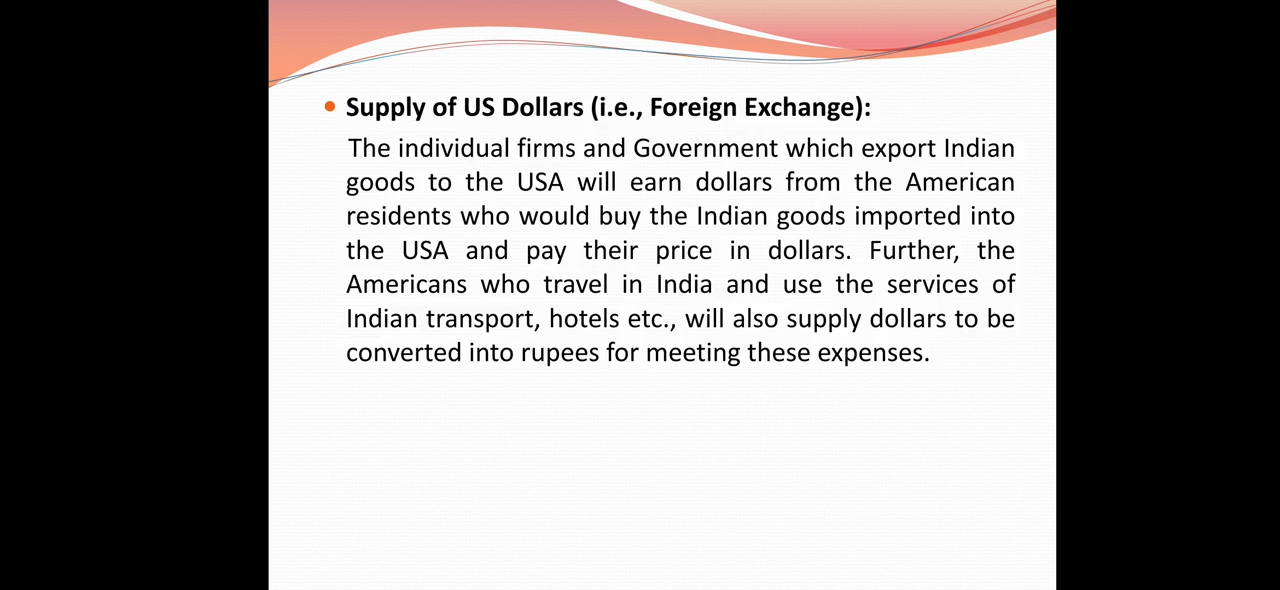 Supply of US Dollars (i.e., Foreign Exchange):
The individual firms and Government which export Indian
goods to the USA will earn dollars from the American
residents who would buy the Indian goods imported into
the USA and pay their price in dollars. Further, the
Americans who travel in India and use the services of
Indian transport, hotels etc., will also supply dollars to be
converted into rupees for meeting these expenses.